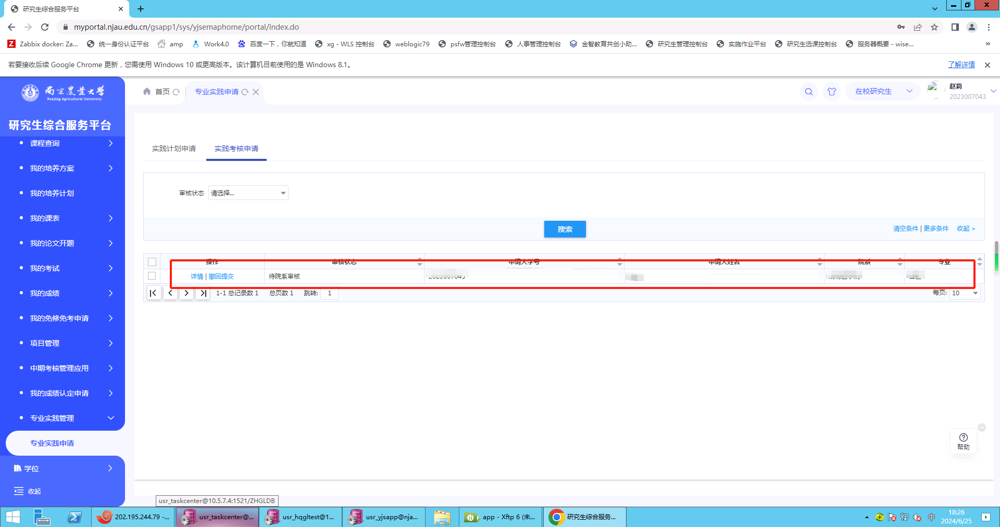 研究生综合服务平台
myportal.njau.edu.cn/gsapp1/sys/yjsemaphome/portal/index.do
Zabbix docker: Za... 统一身份认证平台 amp Work4.0 百度一下，你就知道 xg - WLS 控制台 weblogic79 psfw管理控制台 人事管理控制台 金智教育共创小助... 研究生管理控制台 实施作业平台 研究生选课控制台 服务器概要 - wise... »
若要接收后续 Google Chrome 更新，您需使用 Windows 10 或更高版本。该计算机目前使用的是 Windows 8.1。 了解详情
南京农业大学
Nanjing Agricultural University
首页 专业实践申请 在校研究生 赵莉
2023007043
研究生综合服务平台
课程查询
我的培养方案
我的培养计划
我的课表
我的论文开题
我的考试
我的成绩
我的免修免考申请
项目管理
中期考核管理应用
我的成绩认定申请
专业实践管理
专业实践申请
学位
收起
实践计划申请 实践考核申请
审核状态 请选择...
搜索 清空条件 | 更多条件 收起 >
操作 审核状态 申请人学号 申请人姓名 院系 专业
详情 | 撤回提交 待院系审核
1-1 总记录数 1 总页数 1 跳转: 1 每页: 10
帮助
usr_taskcenter@10.5.7.4:1521/ZHGLDB
202.195.244.79 -... usr_taskcenter@... usr_hqgltest@1... usr_yjsapp@nja... app - Xftp 6 (未... 研究生综合服务... 中 18:26
2024/6/25